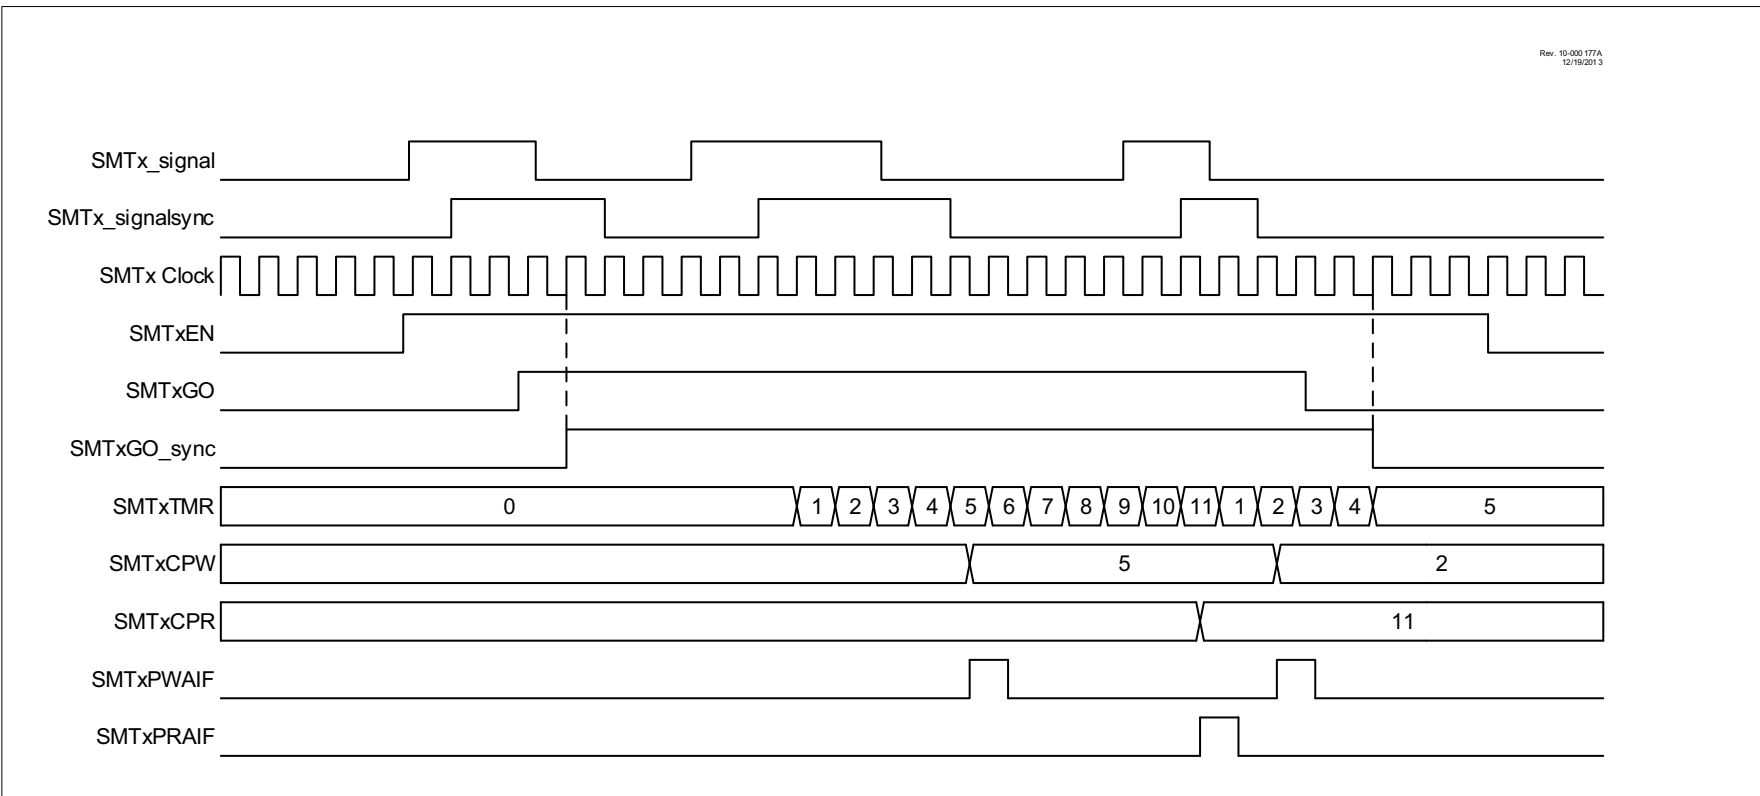 Rev. 10-000 177A
12/19/201 3
SMTx_signal
SMTx_signalsync
SMTx Clock
SMTxEN
SMTxGO
SMTxGO_sync
SMTxTMR 0 1 2 3 4 5 6 7 8 9 10 11 1 2 3 4 5
SMTxCPW 5 2
SMTxCPR 11
SMTxPWAIF
SMTxPRAIF